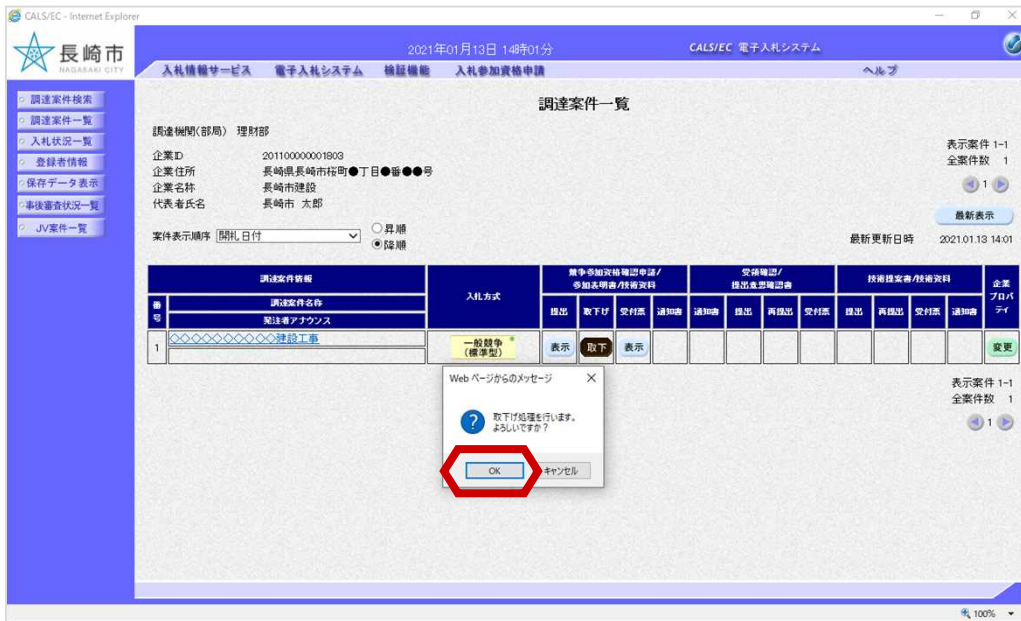 CALS/EC - Internet Explorer
長崎市
NAGASAKI CITY
2021年01月13日 14時01分
CALS/EC 電子入札システム
入札情報サービス 電子入札システム 検証機能 入札参加資格申請 ヘルプ
調達案件検索
調達案件一覧
入札状況一覧
登録者情報
保存データ表示
事後審査状況一覧
JV案件一覧
調達案件一覧
調達機関(部局) 理財部
企業ID 201100000001803
企業住所 長崎県長崎市桜町●丁目●番●●号
企業名称 長崎市建設
代表者氏名 長崎市 太郎
案件表示順序 開札日付
昇順
降順
表示案件 1-1
全案件数 1
1
最新表示
最新更新日時 2021.01.13 14:01
調達案件情報
番号
調達案件名称
発注者アナウンス
入札方式
競争参加資格確認申請/
参加表明書/技術資料
提出 取下げ 受付票 通知書
受領確認/
提出意思確認書
通知書 提出 再提出 受付票
技術提案書/技術資料
提出 再提出 受付票 通知書
企業
プロパ
ティ
1
◇◇◇◇◇◇◇◇◇◇建設工事
一般競争
(標準型)
表示 取下 表示
変更
表示案件 1-1
全案件数 1
1
Web ページからのメッセージ
取下げ処理を行います。
よろしいですか?
OK キャンセル
100%